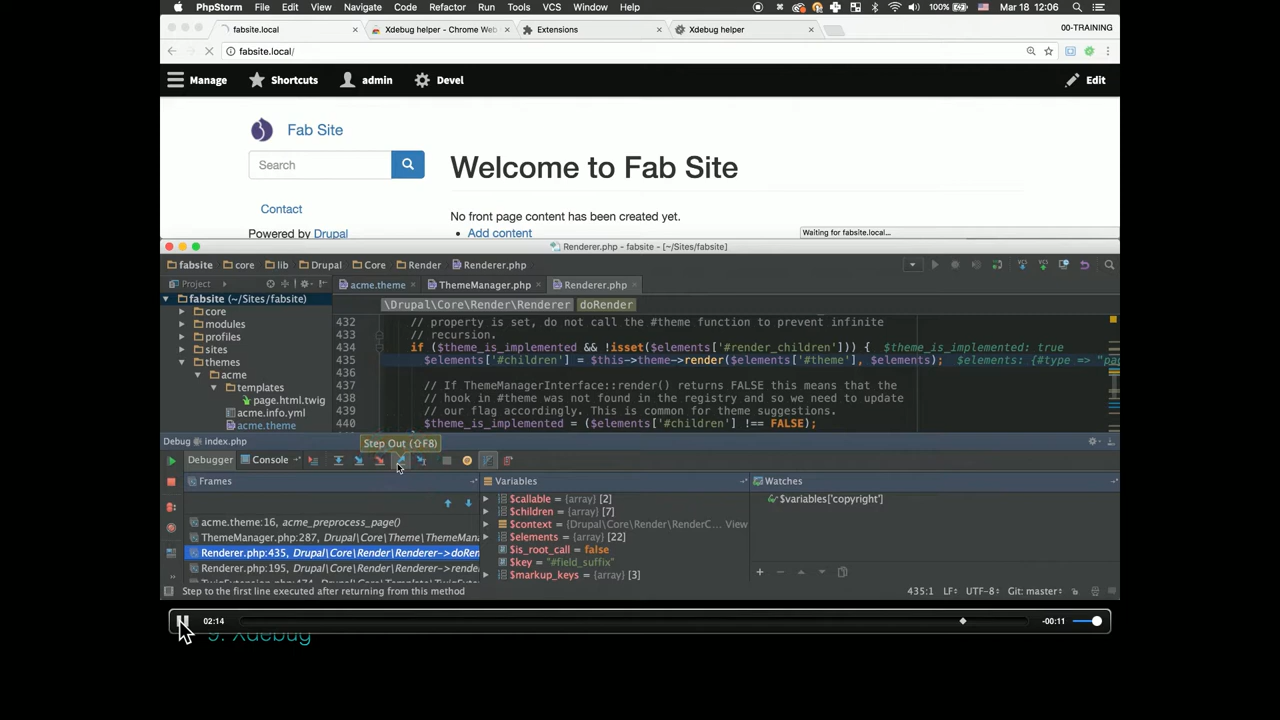 PhpStorm File Edit View Navigate Code Refactor Run Tools VCS Window Help 100% Mar 18 12:06
fabsite.local × Xdebug helper - Chrome Web × Extensions × Xdebug helper × 00-TRAINING
fabsite.local/
Manage Shortcuts admin Devel Edit
Fab Site
Search
Welcome to Fab Site
Contact
No front page content has been created yet.
Powered by Drupal
Add content
Waiting for fabsite.local...
Renderer.php - fabsite - [~/Sites/fabsite]
fabsite core lib Drupal Core Render Renderer.php
Project acme.theme × ThemeManager.php × Renderer.php ×
fabsite (~/Sites/fabsite)
core
modules
profiles
sites
themes
acme
templates
page.html.twig
acme.info.yml
acme.theme
\Drupal\Core\Render\Renderer doRender
432 // property is set, do not call the #theme function to prevent infinite
433 // recursion.
434 if ($theme_is_implemented && !isset($elements['#render_children'])) { $theme_is_implemented: true
435 $elements['#children'] = $this->theme->render($elements['#theme'], $elements); $elements: {#type => "pa
436
437 // If ThemeManagerInterface::render() returns FALSE this means that the
438 // hook in #theme was not found in the registry and so we need to update
439 // our flag accordingly. This is common for theme suggestions.
440 $theme_is_implemented = ($elements['#children'] !== FALSE);
Debug index.php
Step Out (⇧F8)
Debugger Console
Frames
acme.theme:16, acme_preprocess_page()
ThemeManager.php:287, Drupal\Core\Theme\ThemeMana
Renderer.php:435, Drupal\Core\Render\Renderer->doRen
Renderer.php:195, Drupal\Core\Render\Renderer->rende
Variables
$callable = {array} [2]
$children = {array} [7]
$context = {Drupal\Core\Render\RenderC... View
$elements = {array} [22]
$is_root_call = false
$key = "#field_suffix"
$markup_keys = {array} [3]
Watches
$variables['copyright']
Step to the first line executed after returning from this method
435:1 LF÷ UTF-8÷ Git: master÷
02:14 -00:11
9. Xdebug